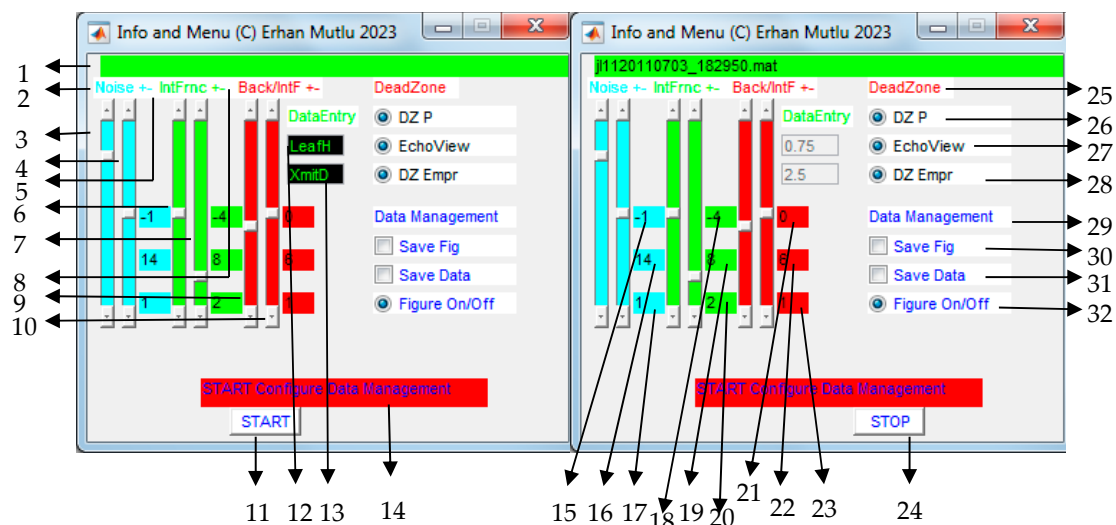 Info and Menu (C) Erhan Mutlu 2023
Noise +- IntFrnc +- Back/IntF +- DeadZone
DataEntry DZ P
LeafH EchoView
XmitD DZ Empr
-1 -4 0 Data Management
14 8 6 Save Fig
Save Data
1 2 1 Figure On/Off
START Configure Data Management
START
Info and Menu (C) Erhan Mutlu 2023
jl1120110703_182950.mat
Noise +- IntFrnc +- Back/IntF +- DeadZone
DataEntry DZ P
0.75 EchoView
2.5 DZ Empr
-1 -4 0 Data Management
14 8 6 Save Fig
Save Data
1 2 1 Figure On/Off
START Configure Data Management
STOP
1
2
3
4
5
6
7
8
9
10
11 12 13 14
15 16 17 18 19 20 21 22 23 24
25
26
27
28
29
30
31
32